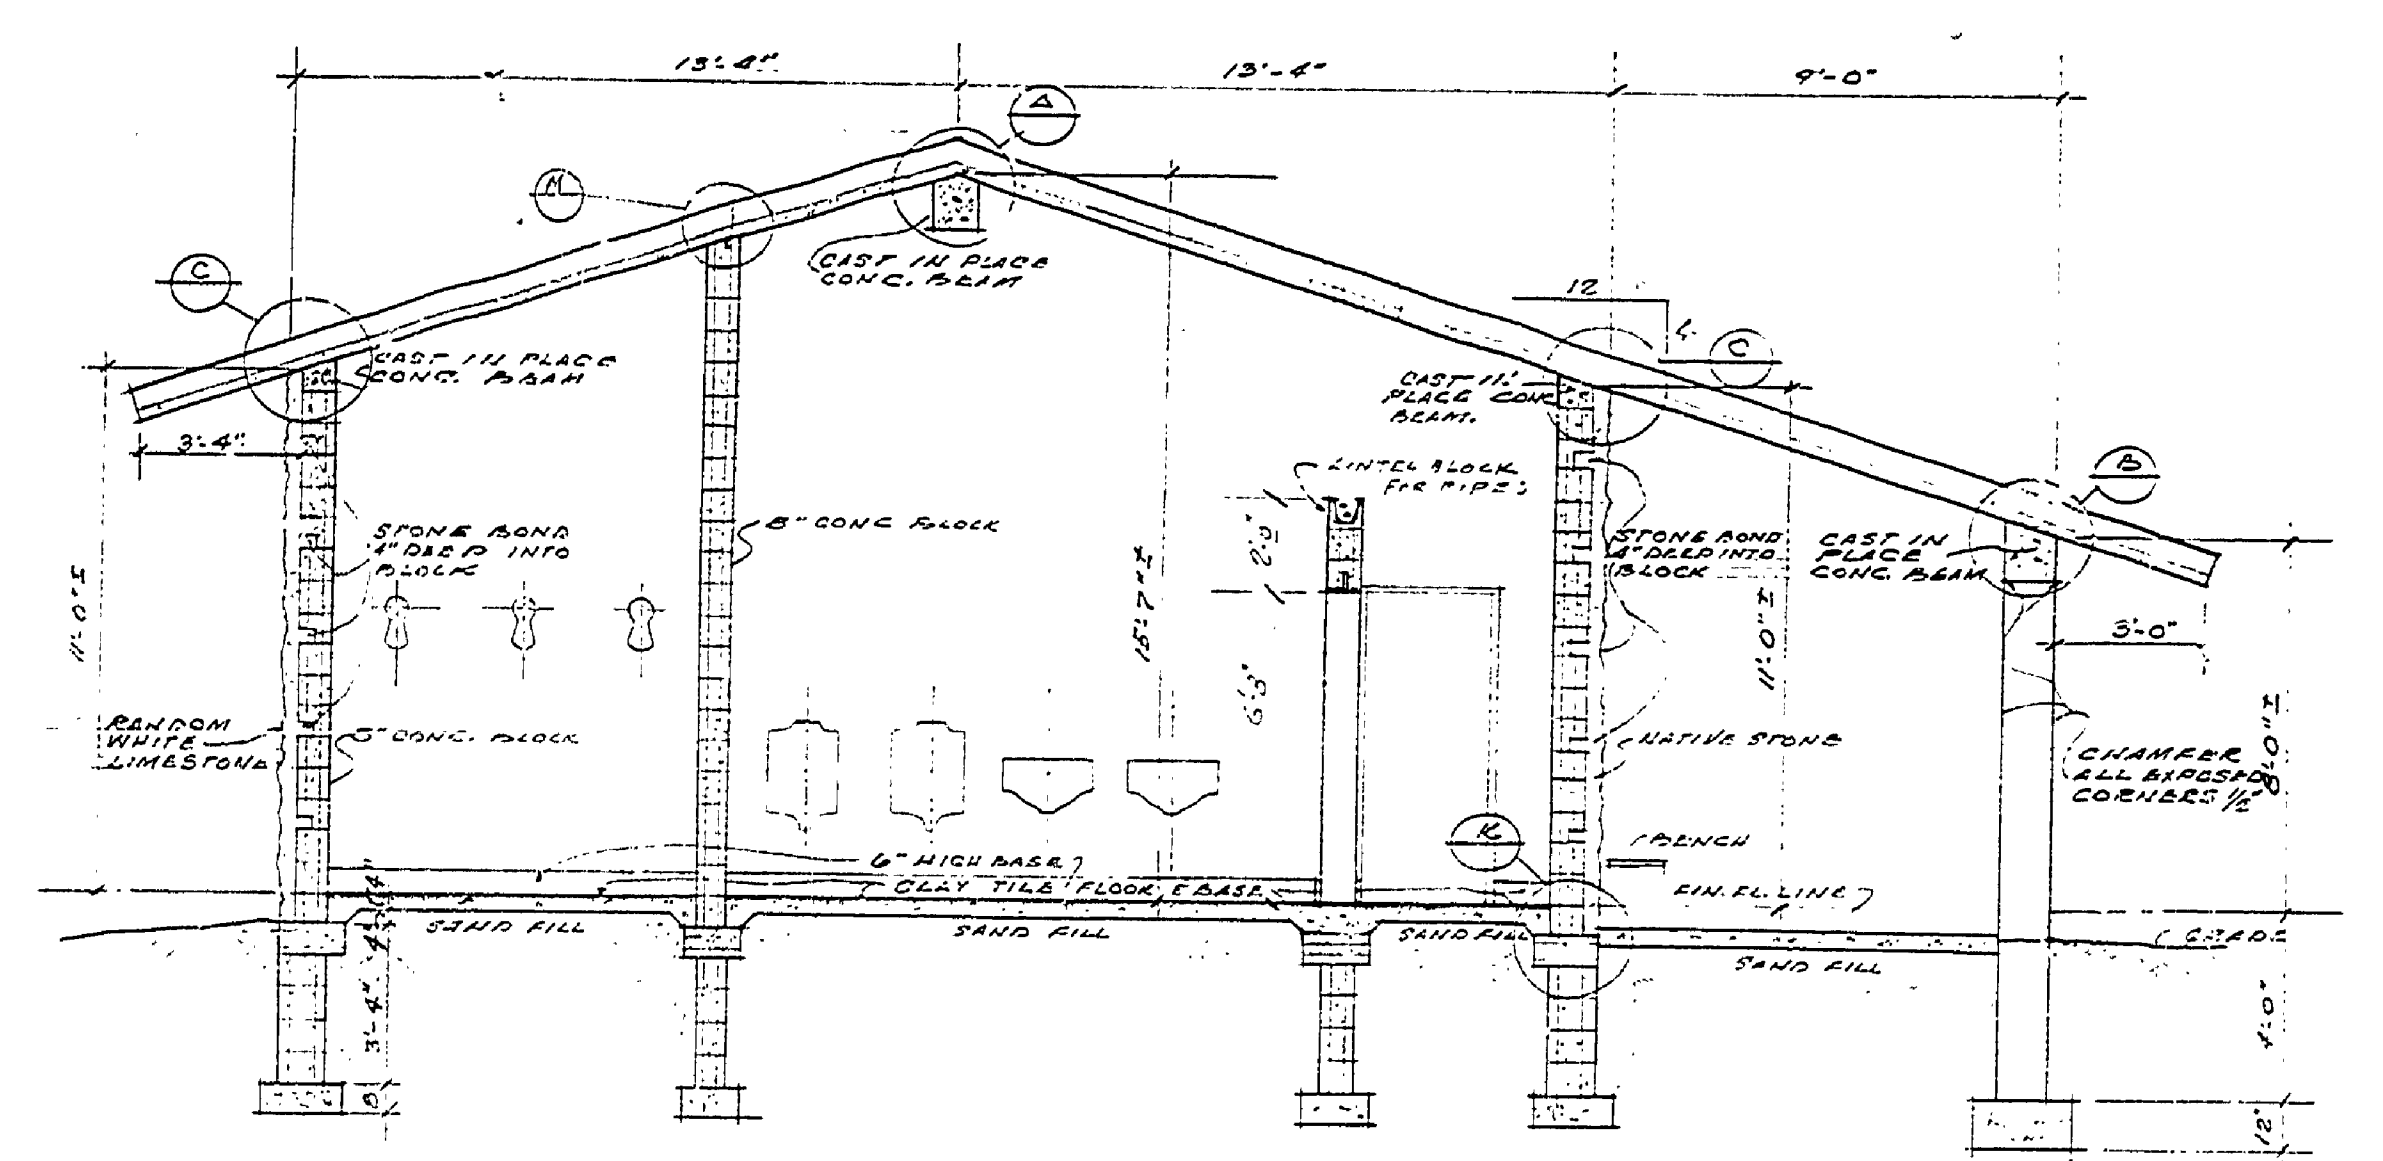 13'-4"
13'-4"
9'-0"
A
M
C
CAST IN PLACE
CONC. BEAM
12
4
C
CAST IN PLACE
CONC. BEAM
CAST IN
PLACE CONC
BEAM.
3'-4"
B
LINTEL BLOCK
FOR PIPES
8" CONC BLOCK
2'-0"
STONE BOND
4" DEEP INTO
BLOCK
STONE BOND
4" DEEP INTO
BLOCK
CAST IN
PLACE
CONC. BEAM
11'-0" ±
15'-7" ±
11'-0" ±
3'-0"
6'-3"
RANDOM
WHITE
LIMESTONE
CONC. BLOCK
NATIVE STONE
CHAMFER
ALL EXPOSED
CORNERS 1/2"
8'-0" ±
K
BENCH
6" HIGH BASE
CLAY TILE FLOOR & BASE
FIN. FL. LINE
SAND FILL
SAND FILL
SAND FILL
GRADE
SAND FILL
3'-4"
4"
8
4'-0"
12"